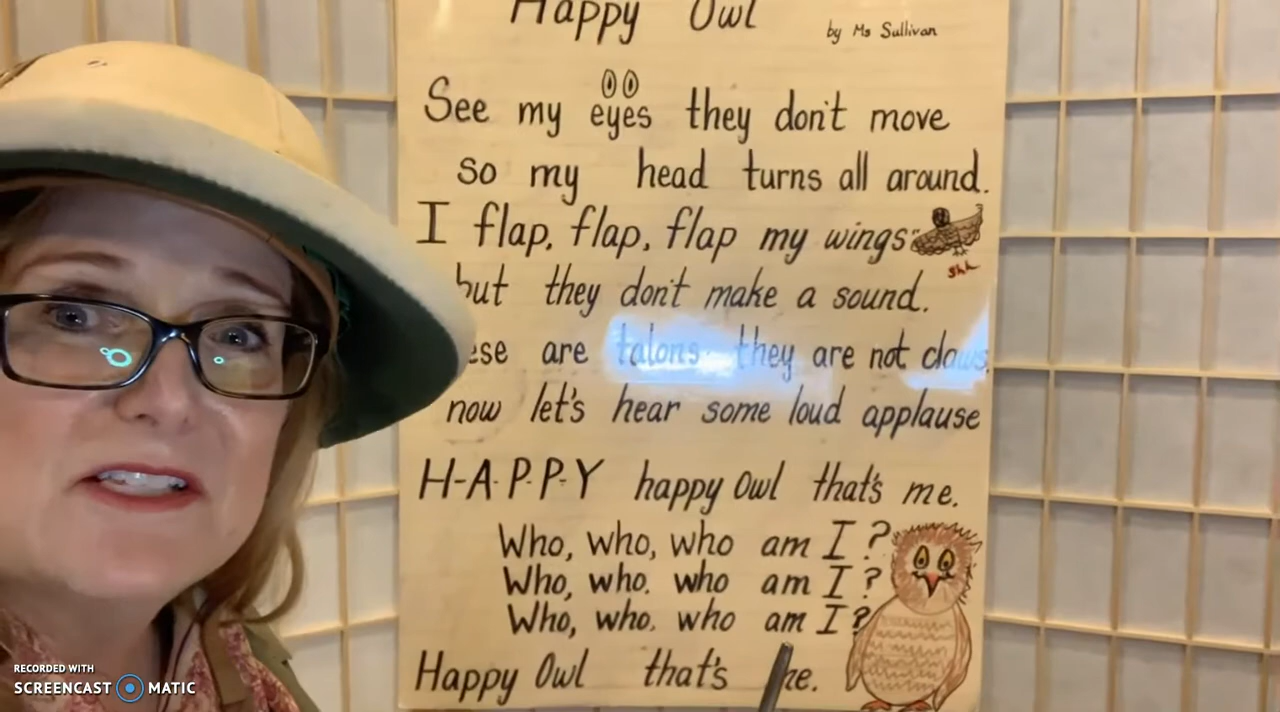 Happy Owl
by Ms Sullivan
See my eyes they don't move
so my head turns all around.
I flap, flap, flap my wings
shh
but they don't make a sound.
ese are talons they are not claws,
now let's hear some loud applause
H-A-P-P-Y happy Owl that's me.
Who, who, who am I?
Who, who. who am I?
Who, who. who am I?
Happy Owl that's me.
RECORDED WITH
SCREENCAST MATIC